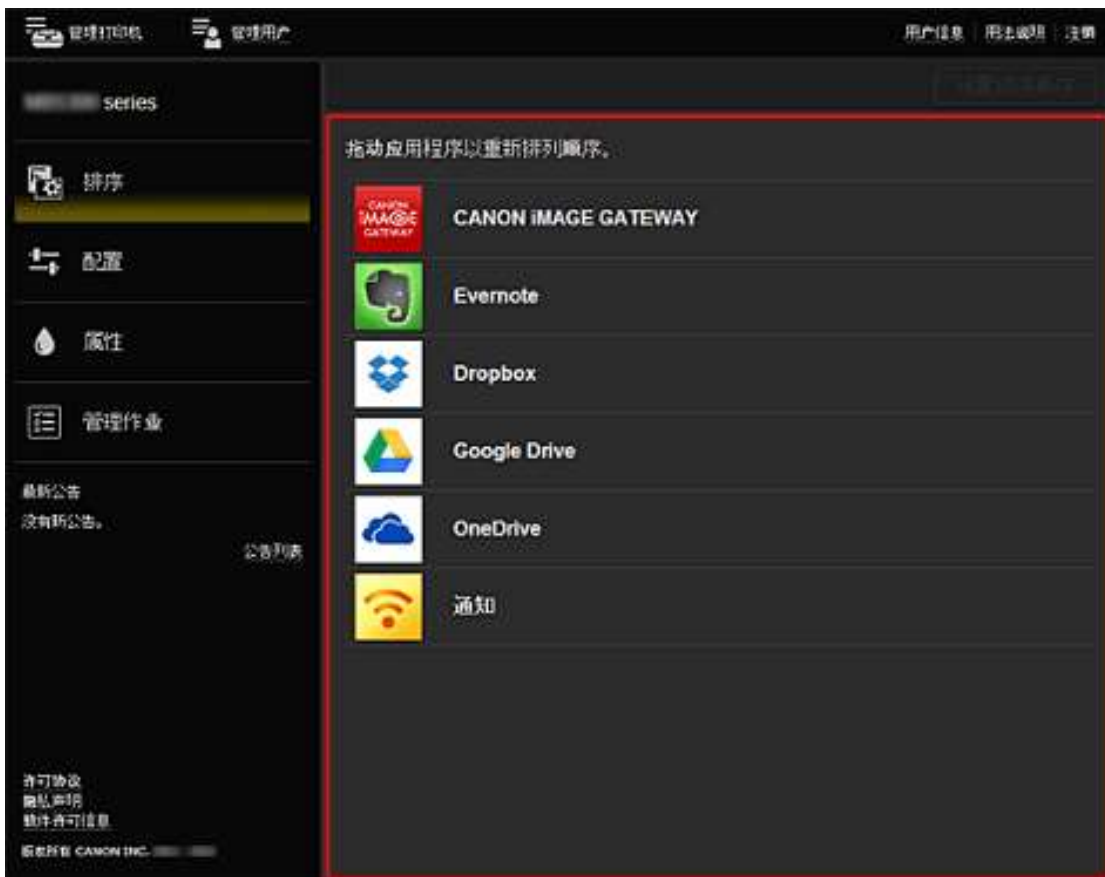 管理打印机 管理用户 用户信息 用法说明 注销
series
排序
配置
属性
管理作业
最新公告
没有新公告。
公告列表
许可协议
隐私声明
软件许可信息
版权所有 CANON INC.
拖动应用程序以重新排列顺序。
CANON iMAGE GATEWAY
CANON iMAGE GATEWAY
Evernote
Dropbox
Google Drive
OneDrive
通知